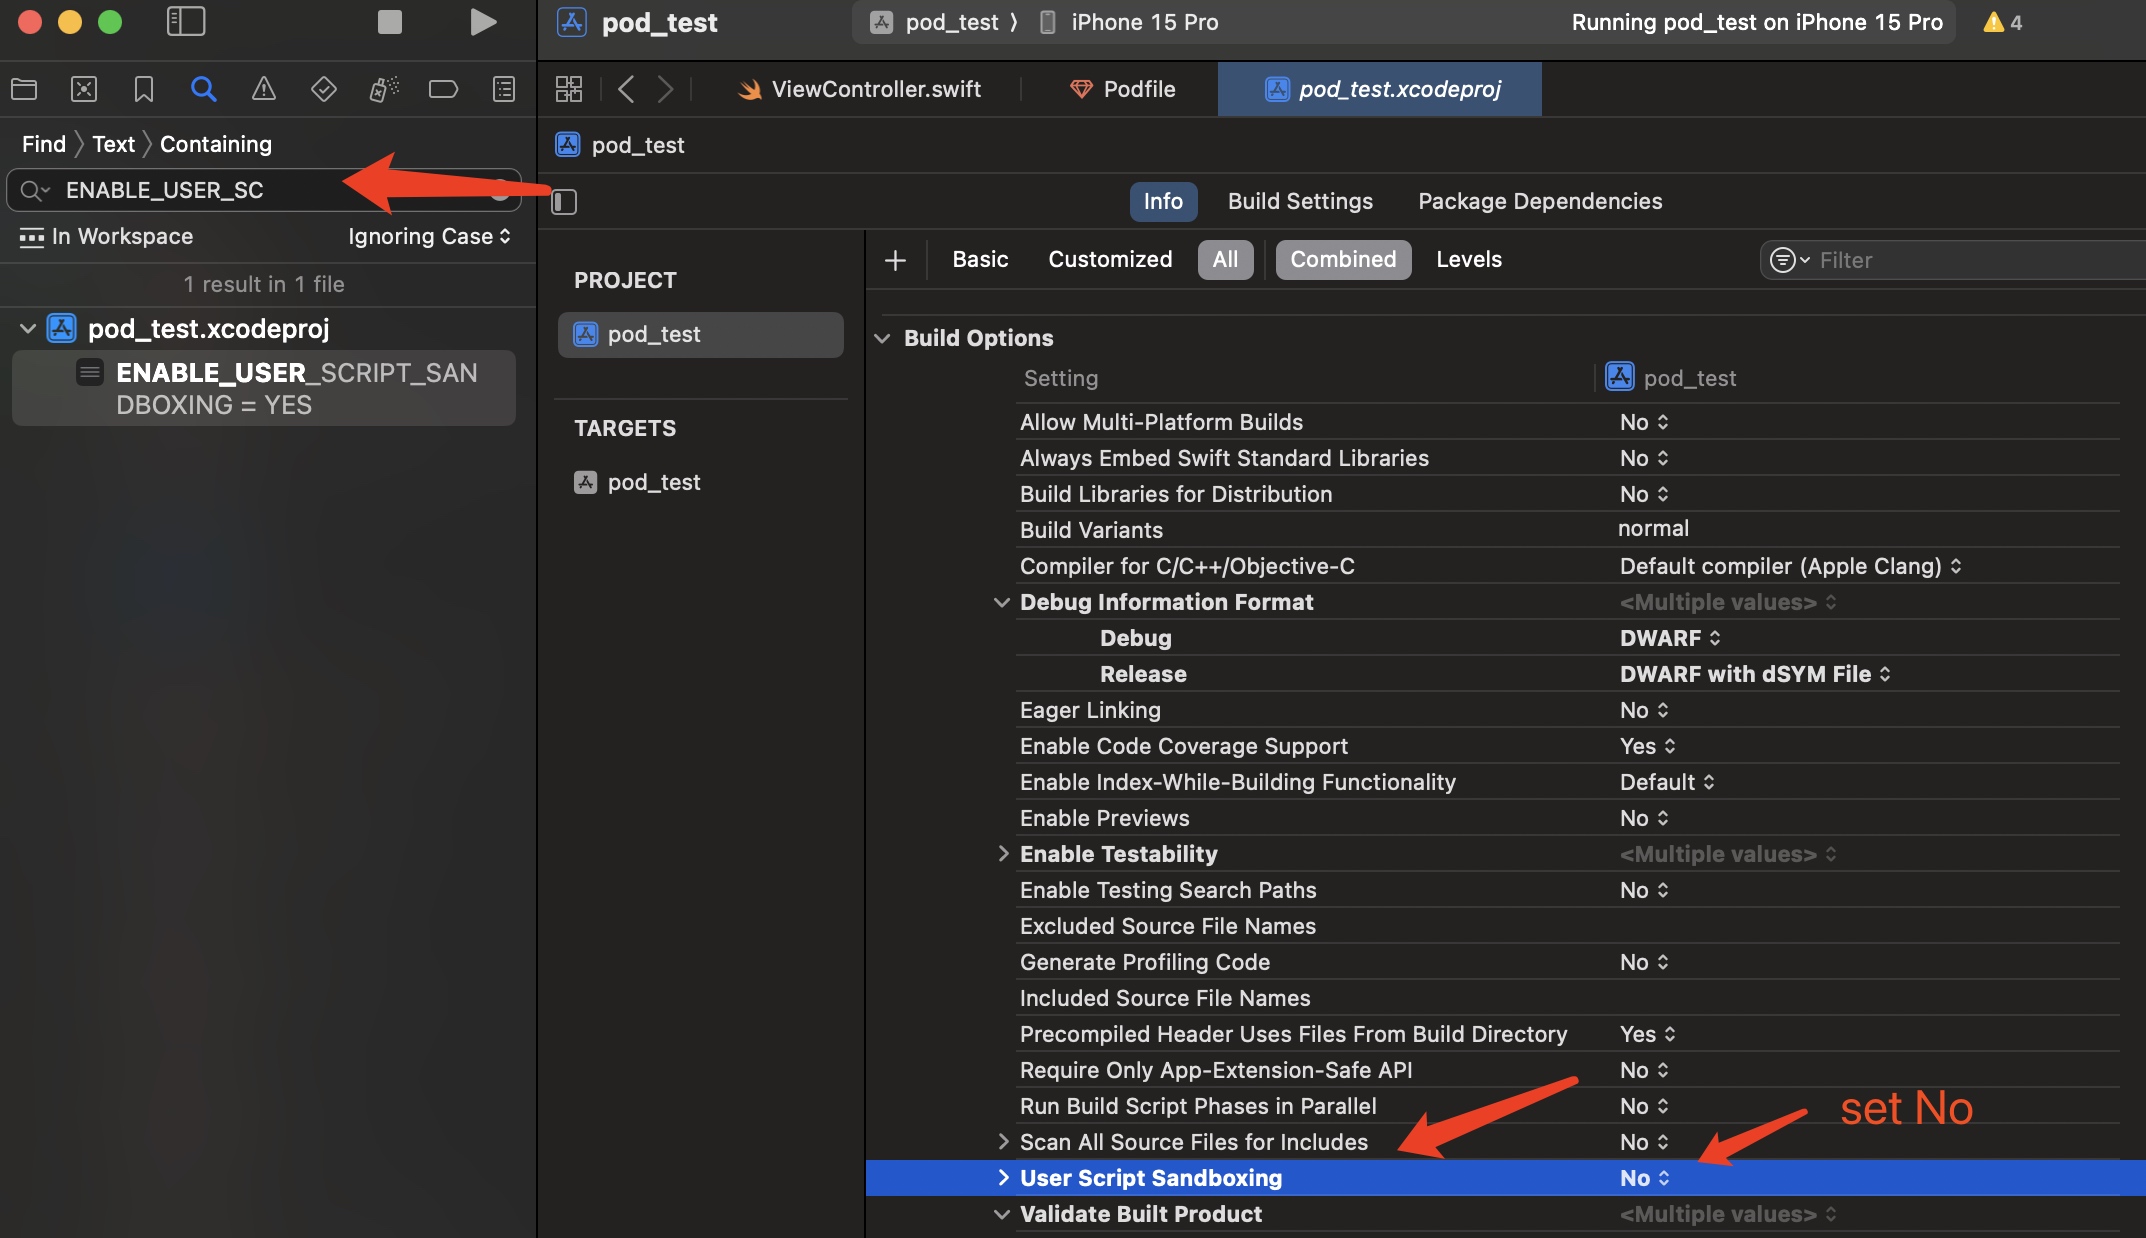 pod_test
pod_test 〉 iPhone 15 Pro
Running pod_test on iPhone 15 Pro
4
ViewController.swift
Podfile
pod_test.xcodeproj
Find 〉 Text 〉 Containing
ENABLE_USER_SC
In Workspace
Ignoring Case
1 result in 1 file
pod_test.xcodeproj
ENABLE_USER_SCRIPT_SAN
DBOXING = YES
pod_test
Info
Build Settings
Package Dependencies
PROJECT
pod_test
TARGETS
pod_test
Basic
Customized
All
Combined
Levels
Filter
Build Options
Setting
pod_test
Allow Multi-Platform Builds No
Always Embed Swift Standard Libraries No
Build Libraries for Distribution No
Build Variants normal
Compiler for C/C++/Objective-C Default compiler (Apple Clang)
Debug Information Format <Multiple values>
Debug DWARF
Release DWARF with dSYM File
Eager Linking No
Enable Code Coverage Support Yes
Enable Index-While-Building Functionality Default
Enable Previews No
Enable Testability <Multiple values>
Enable Testing Search Paths No
Excluded Source File Names
Generate Profiling Code No
Included Source File Names
Precompiled Header Uses Files From Build Directory Yes
Require Only App-Extension-Safe API No
Run Build Script Phases in Parallel No
set No
Scan All Source Files for Includes No
User Script Sandboxing No
Validate Built Product <Multiple values>